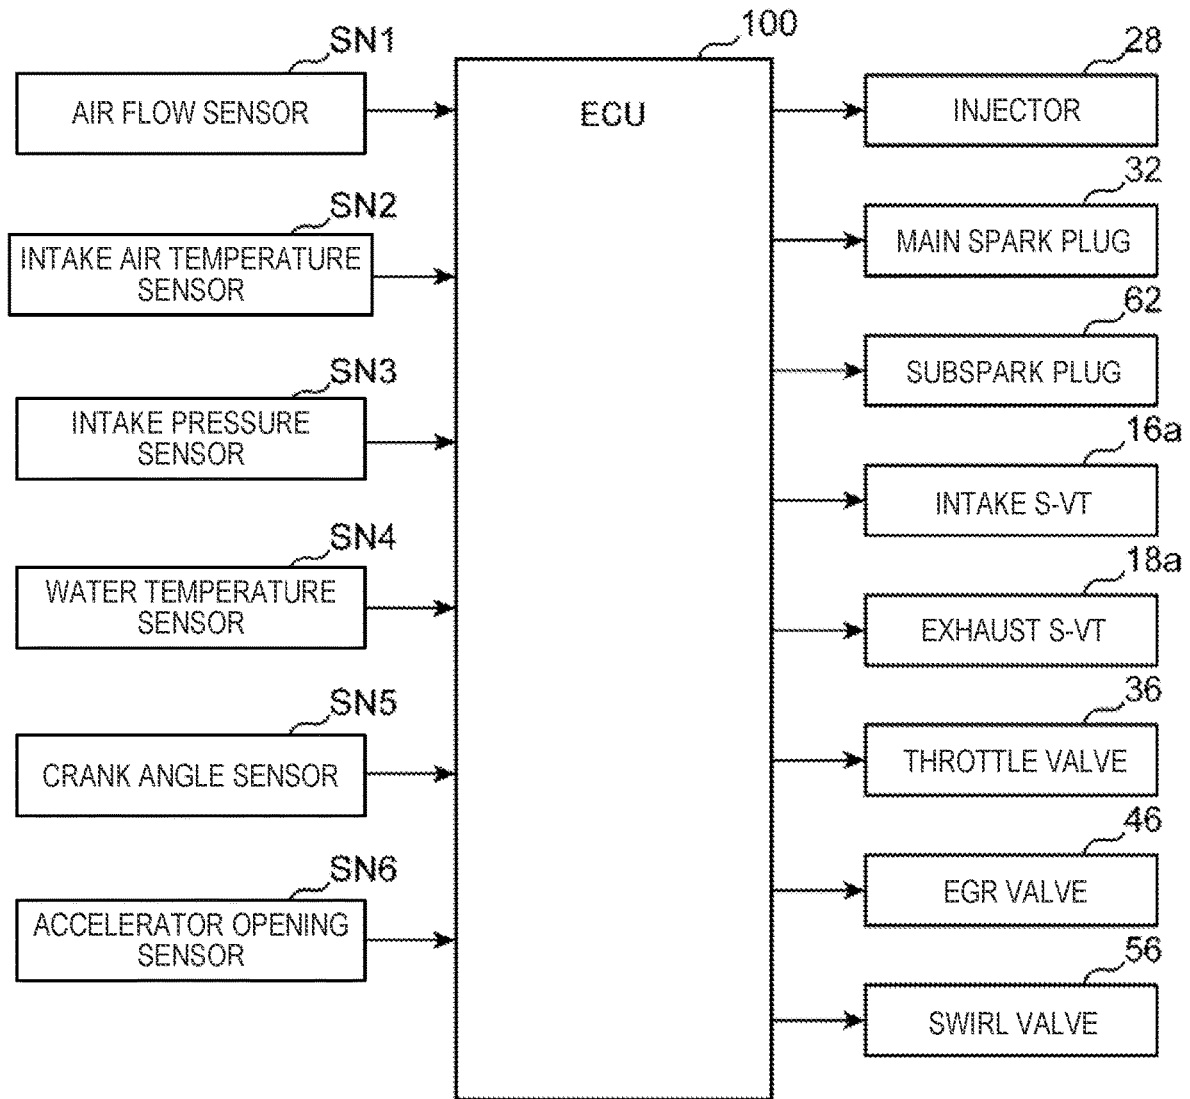 SN1
AIR FLOW SENSOR
SN2
INTAKE AIR TEMPERATURE
SENSOR
SN3
INTAKE PRESSURE
SENSOR
SN4
WATER TEMPERATURE
SENSOR
SN5
CRANK ANGLE SENSOR
SN6
ACCELERATOR OPENING
SENSOR
100
ECU
28
INJECTOR
32
MAIN SPARK PLUG
62
SUBSPARK PLUG
16a
INTAKE S-VT
18a
EXHAUST S-VT
36
THROTTLE VALVE
46
EGR VALVE
56
SWIRL VALVE